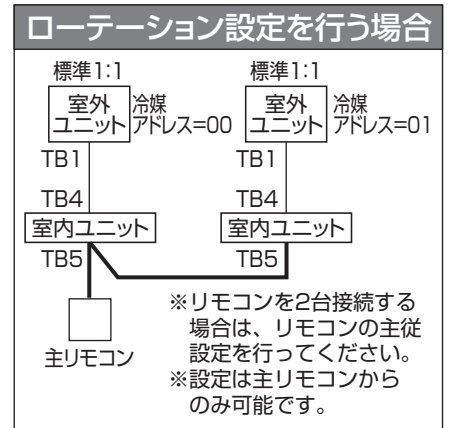 ローテーション設定を行う場合
標準1:1 標準1:1
室外 冷媒 室外 冷媒
ユニット アドレス=00 ユニット アドレス=01
TB1 TB1
TB4 TB4
室内ユニット 室内ユニット
TB5 TB5
主リモコン
※リモコンを2台接続する
場合は、リモコンの主従
設定を行ってください。
※設定は主リモコンから
のみ可能です。